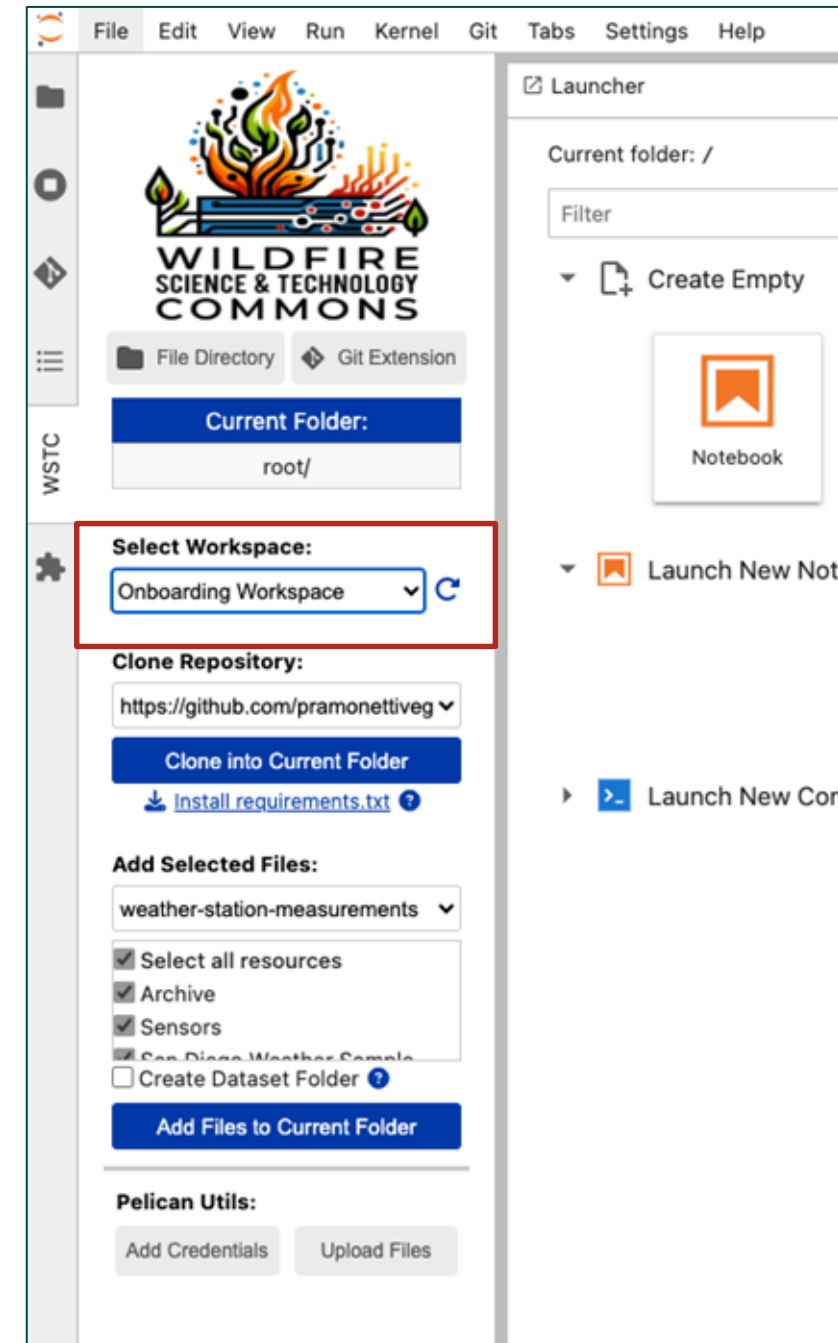 File Edit View Run Kernel Git Tabs Settings Help
WILDFIRE
SCIENCE & TECHNOLOGY
COMMONS
File Directory Git Extension
Current Folder:
root/
WSTC
Select Workspace:
Onboarding Workspace
Clone Repository:
https://github.com/pramonettiveg
Clone into Current Folder
Install requirements.txt ?
Add Selected Files:
weather-station-measurements
Select all resources
Archive
Sensors
San Diego Weather Sample
Create Dataset Folder ?
Add Files to Current Folder
Pelican Utils:
Add Credentials Upload Files
Launcher
Current folder: /
Filter
Create Empty
Notebook
Launch New Not
Launch New Con